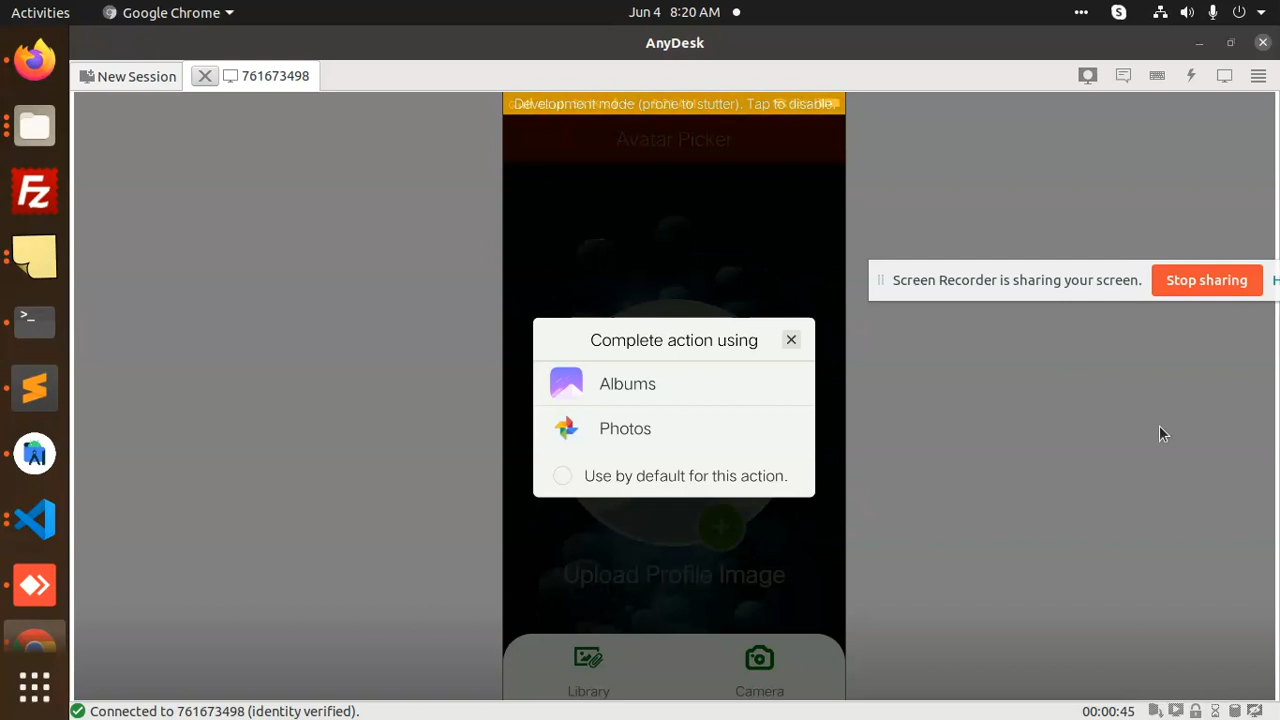 Activities
Google Chrome
Jun 4 8:20 AM
AnyDesk
New Session
761673498
Development mode (prone to stutter). Tap to disable.
Avatar Picker
Screen Recorder is sharing your screen.
Stop sharing
H
Complete action using
Albums
Photos
Use by default for this action.
Upload Profile Image
Library
Camera
Connected to 761673498 (identity verified).
00:00:45